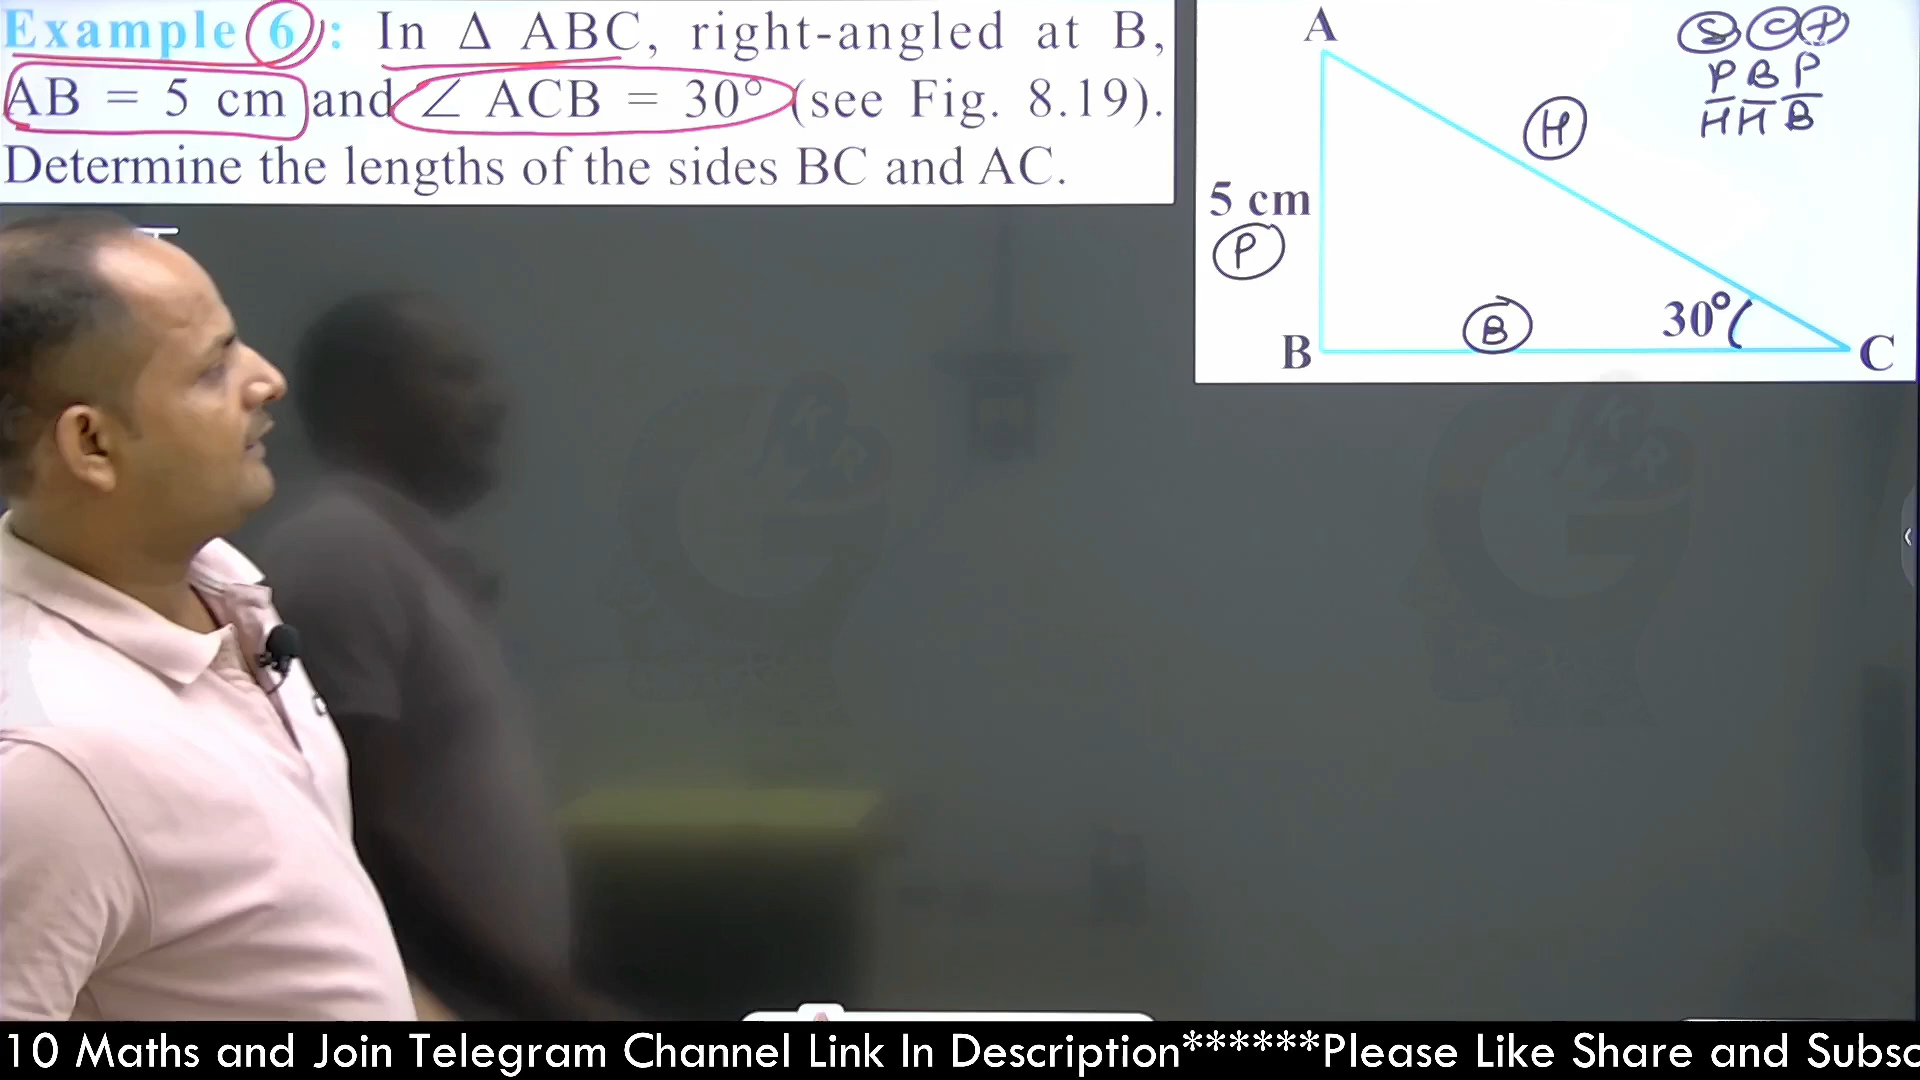 Example 6 : In Δ ABC, right-angled at B,
AB = 5 cm and ∠ ACB = 30° (see Fig. 8.19).
Determine the lengths of the sides BC and AC.
A
S C T
P B P
H H B
H
5 cm
P
B
30°
B
C
10 Maths and Join Telegram Channel Link In Description******Please Like Share and Subsc